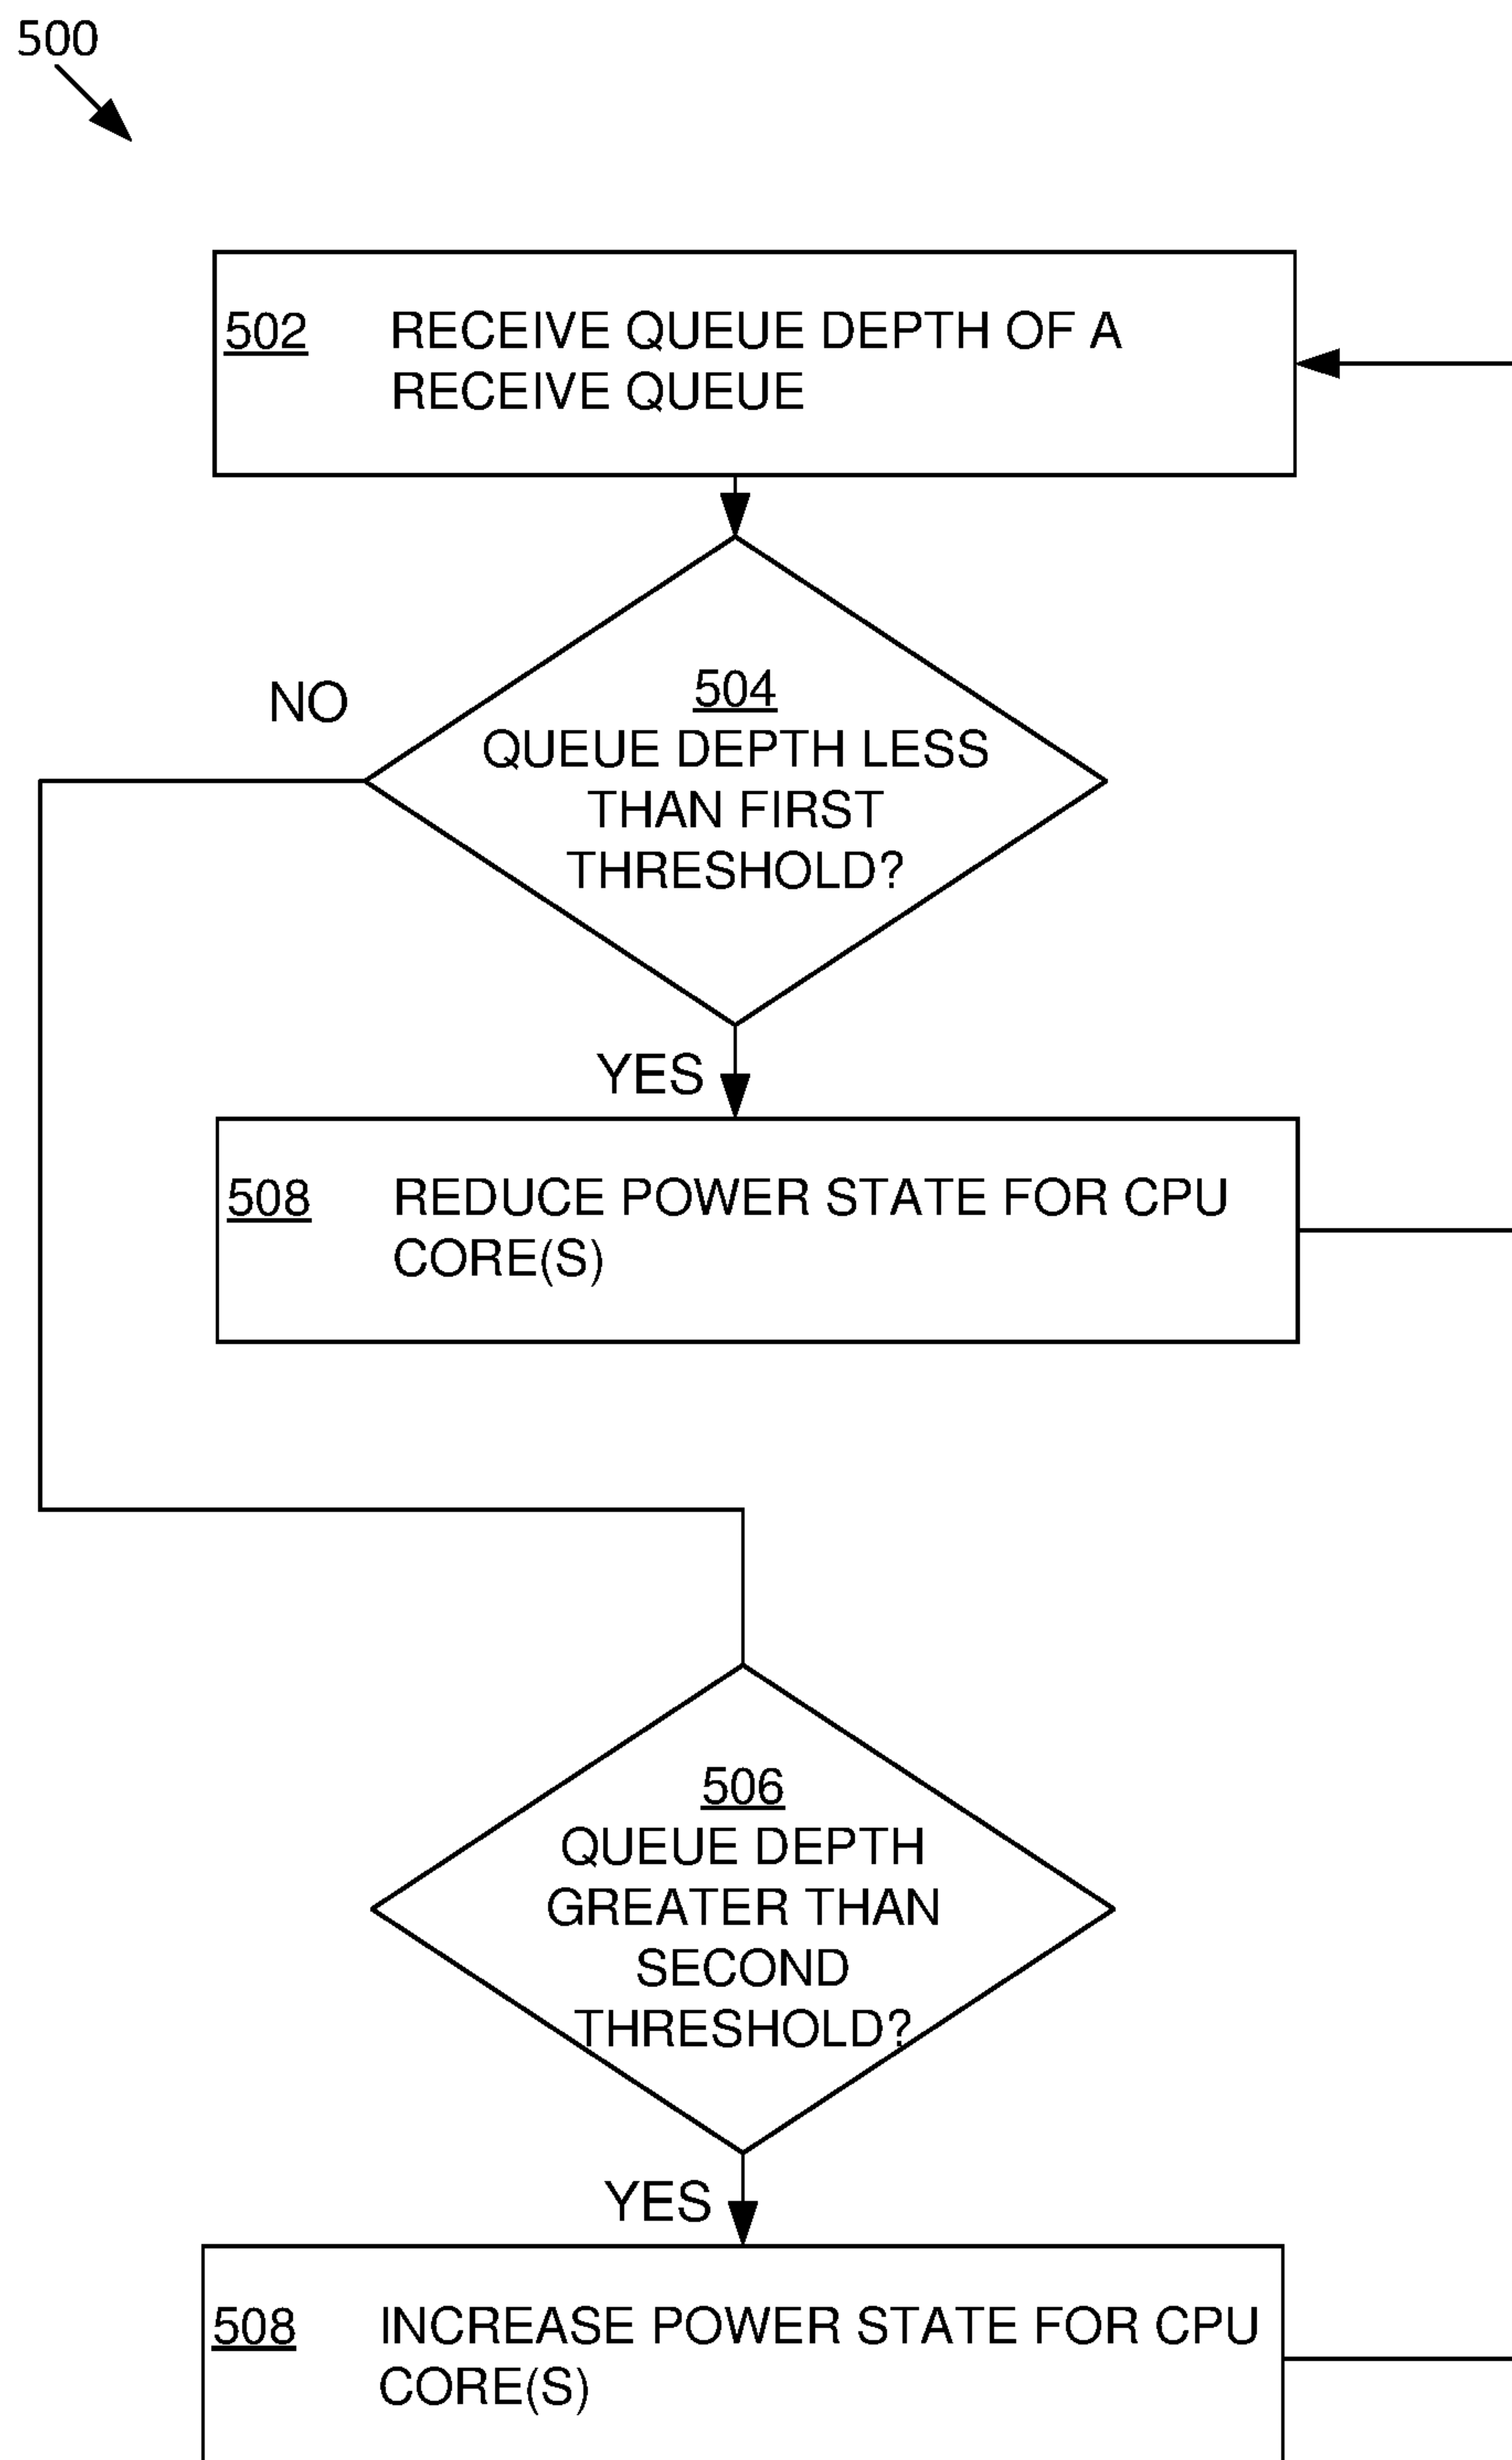 500
502 RECEIVE QUEUE DEPTH OF A
RECEIVE QUEUE
504
NO
QUEUE DEPTH LESS
THAN FIRST
THRESHOLD?
YES
508 REDUCE POWER STATE FOR CPU
CORE(S)
506
QUEUE DEPTH
GREATER THAN
SECOND
THRESHOLD?
YES
508 INCREASE POWER STATE FOR CPU
CORE(S)